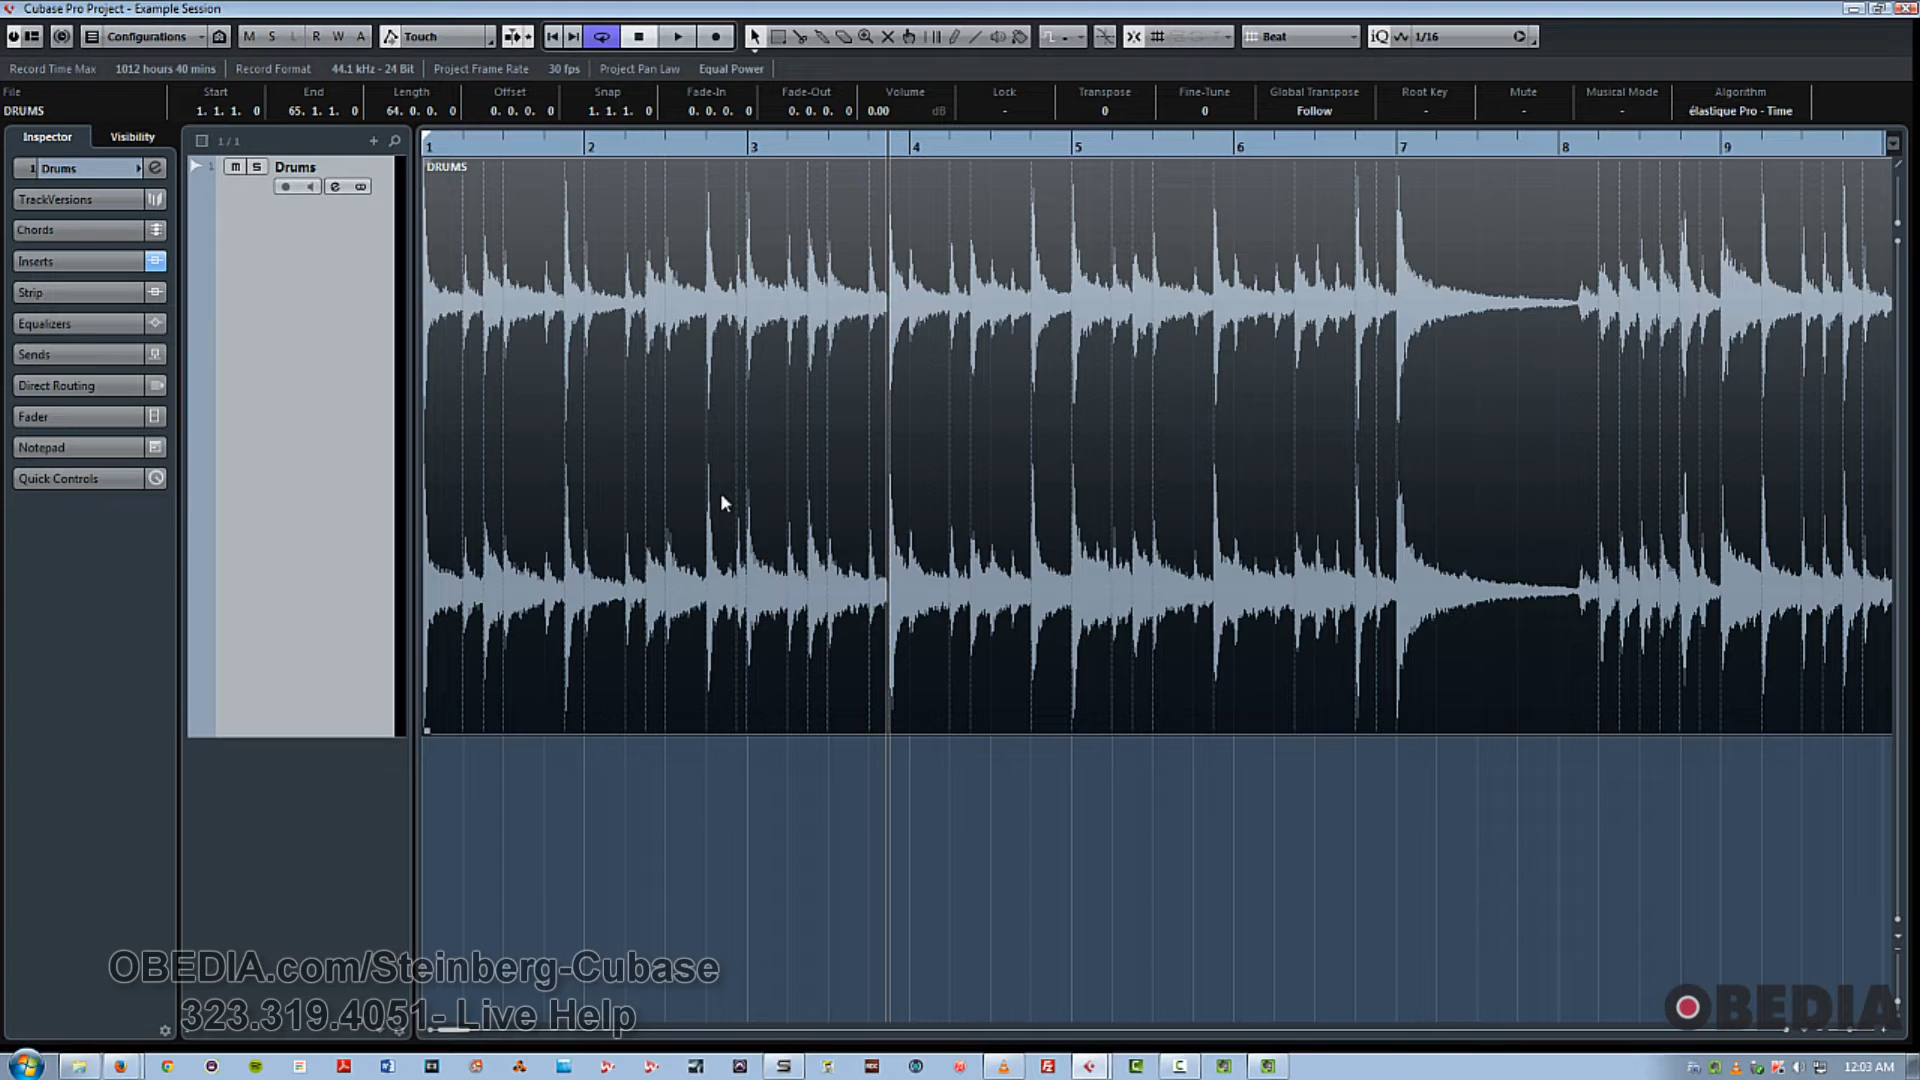 Cubase Pro Project - Example Session
Configurations
M S L R W A
Touch
Beat
iQ 1/16
Record Time Max 1012 hours 40 mins Record Format 44.1 kHz - 24 Bit Project Frame Rate 30 fps Project Pan Law Equal Power
File Start End Length Offset Snap Fade-In Fade-Out Volume Lock Transpose Fine-Tune Global Transpose Root Key Mute Musical Mode Algorithm
DRUMS 1. 1. 1. 0 65. 1. 1. 0 64. 0. 0. 0 0. 0. 0. 0 1. 1. 1. 0 0. 0. 0. 0 0. 0. 0. 0 0.00 dB - 0 0 Follow - - - élastique Pro - Time
Inspector Visibility
1 / 1
1 2 3 4 5 6 7 8 9
1 Drums
1 m S Drums
DRUMS
TrackVersions
Chords
Inserts
Strip
Equalizers
Sends
Direct Routing
Fader
Notepad
Quick Controls
OBEDIA.com/Steinberg-Cubase
323.319.4051- Live Help
OBEDIA
12:03 AM